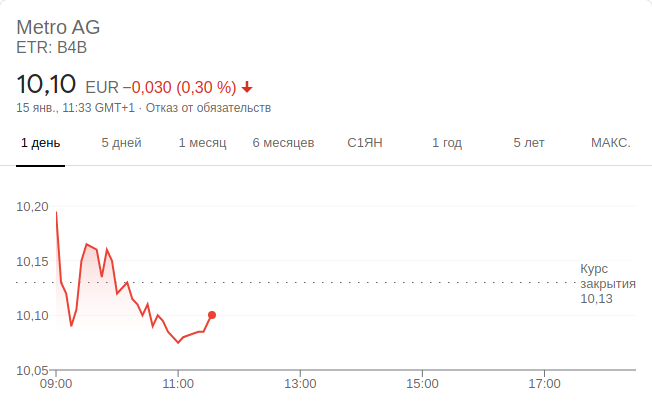 Metro AG
ETR: B4B
10,10 EUR −0,030 (0,30 %)
15 янв., 11:33 GMT+1 · Отказ от обязательств
1 день 5 дней 1 месяц 6 месяцев С1ЯН 1 год 5 лет МАКС.
10,20
10,15
Курс
закрытия
10,13
10,10
10,05
09:00 11:00 13:00 15:00 17:00